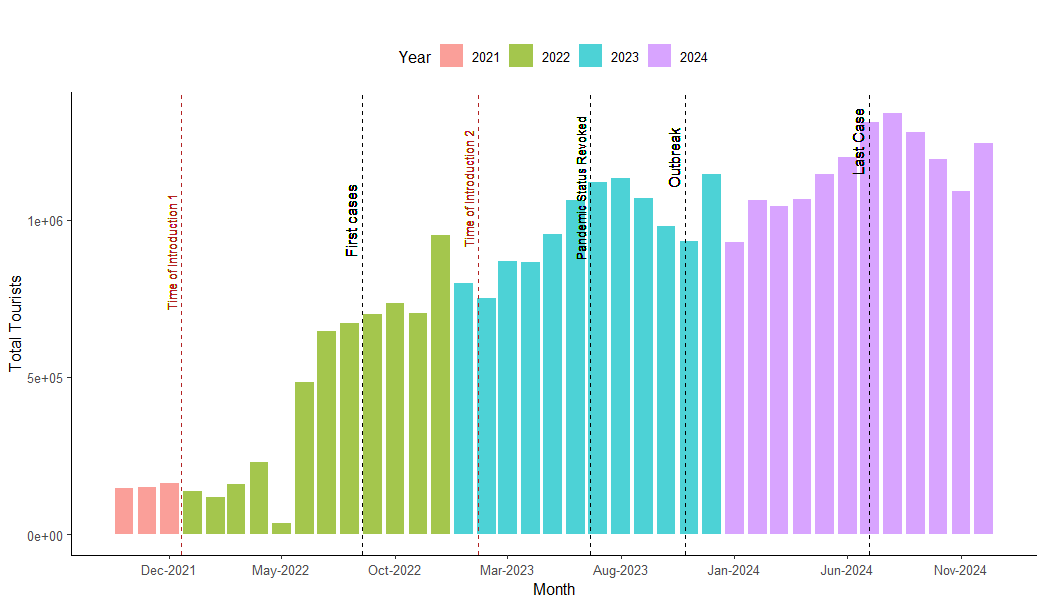 Year 2021 2022 2023 2024
Time of Introduction 1
First cases
Time of Introduction 2
Pandemic Status Revoked
Outbreak
Last Case
Total Tourists
1e+06
5e+05
0e+00
Dec-2021 May-2022 Oct-2022 Mar-2023 Aug-2023 Jan-2024 Jun-2024 Nov-2024
Month